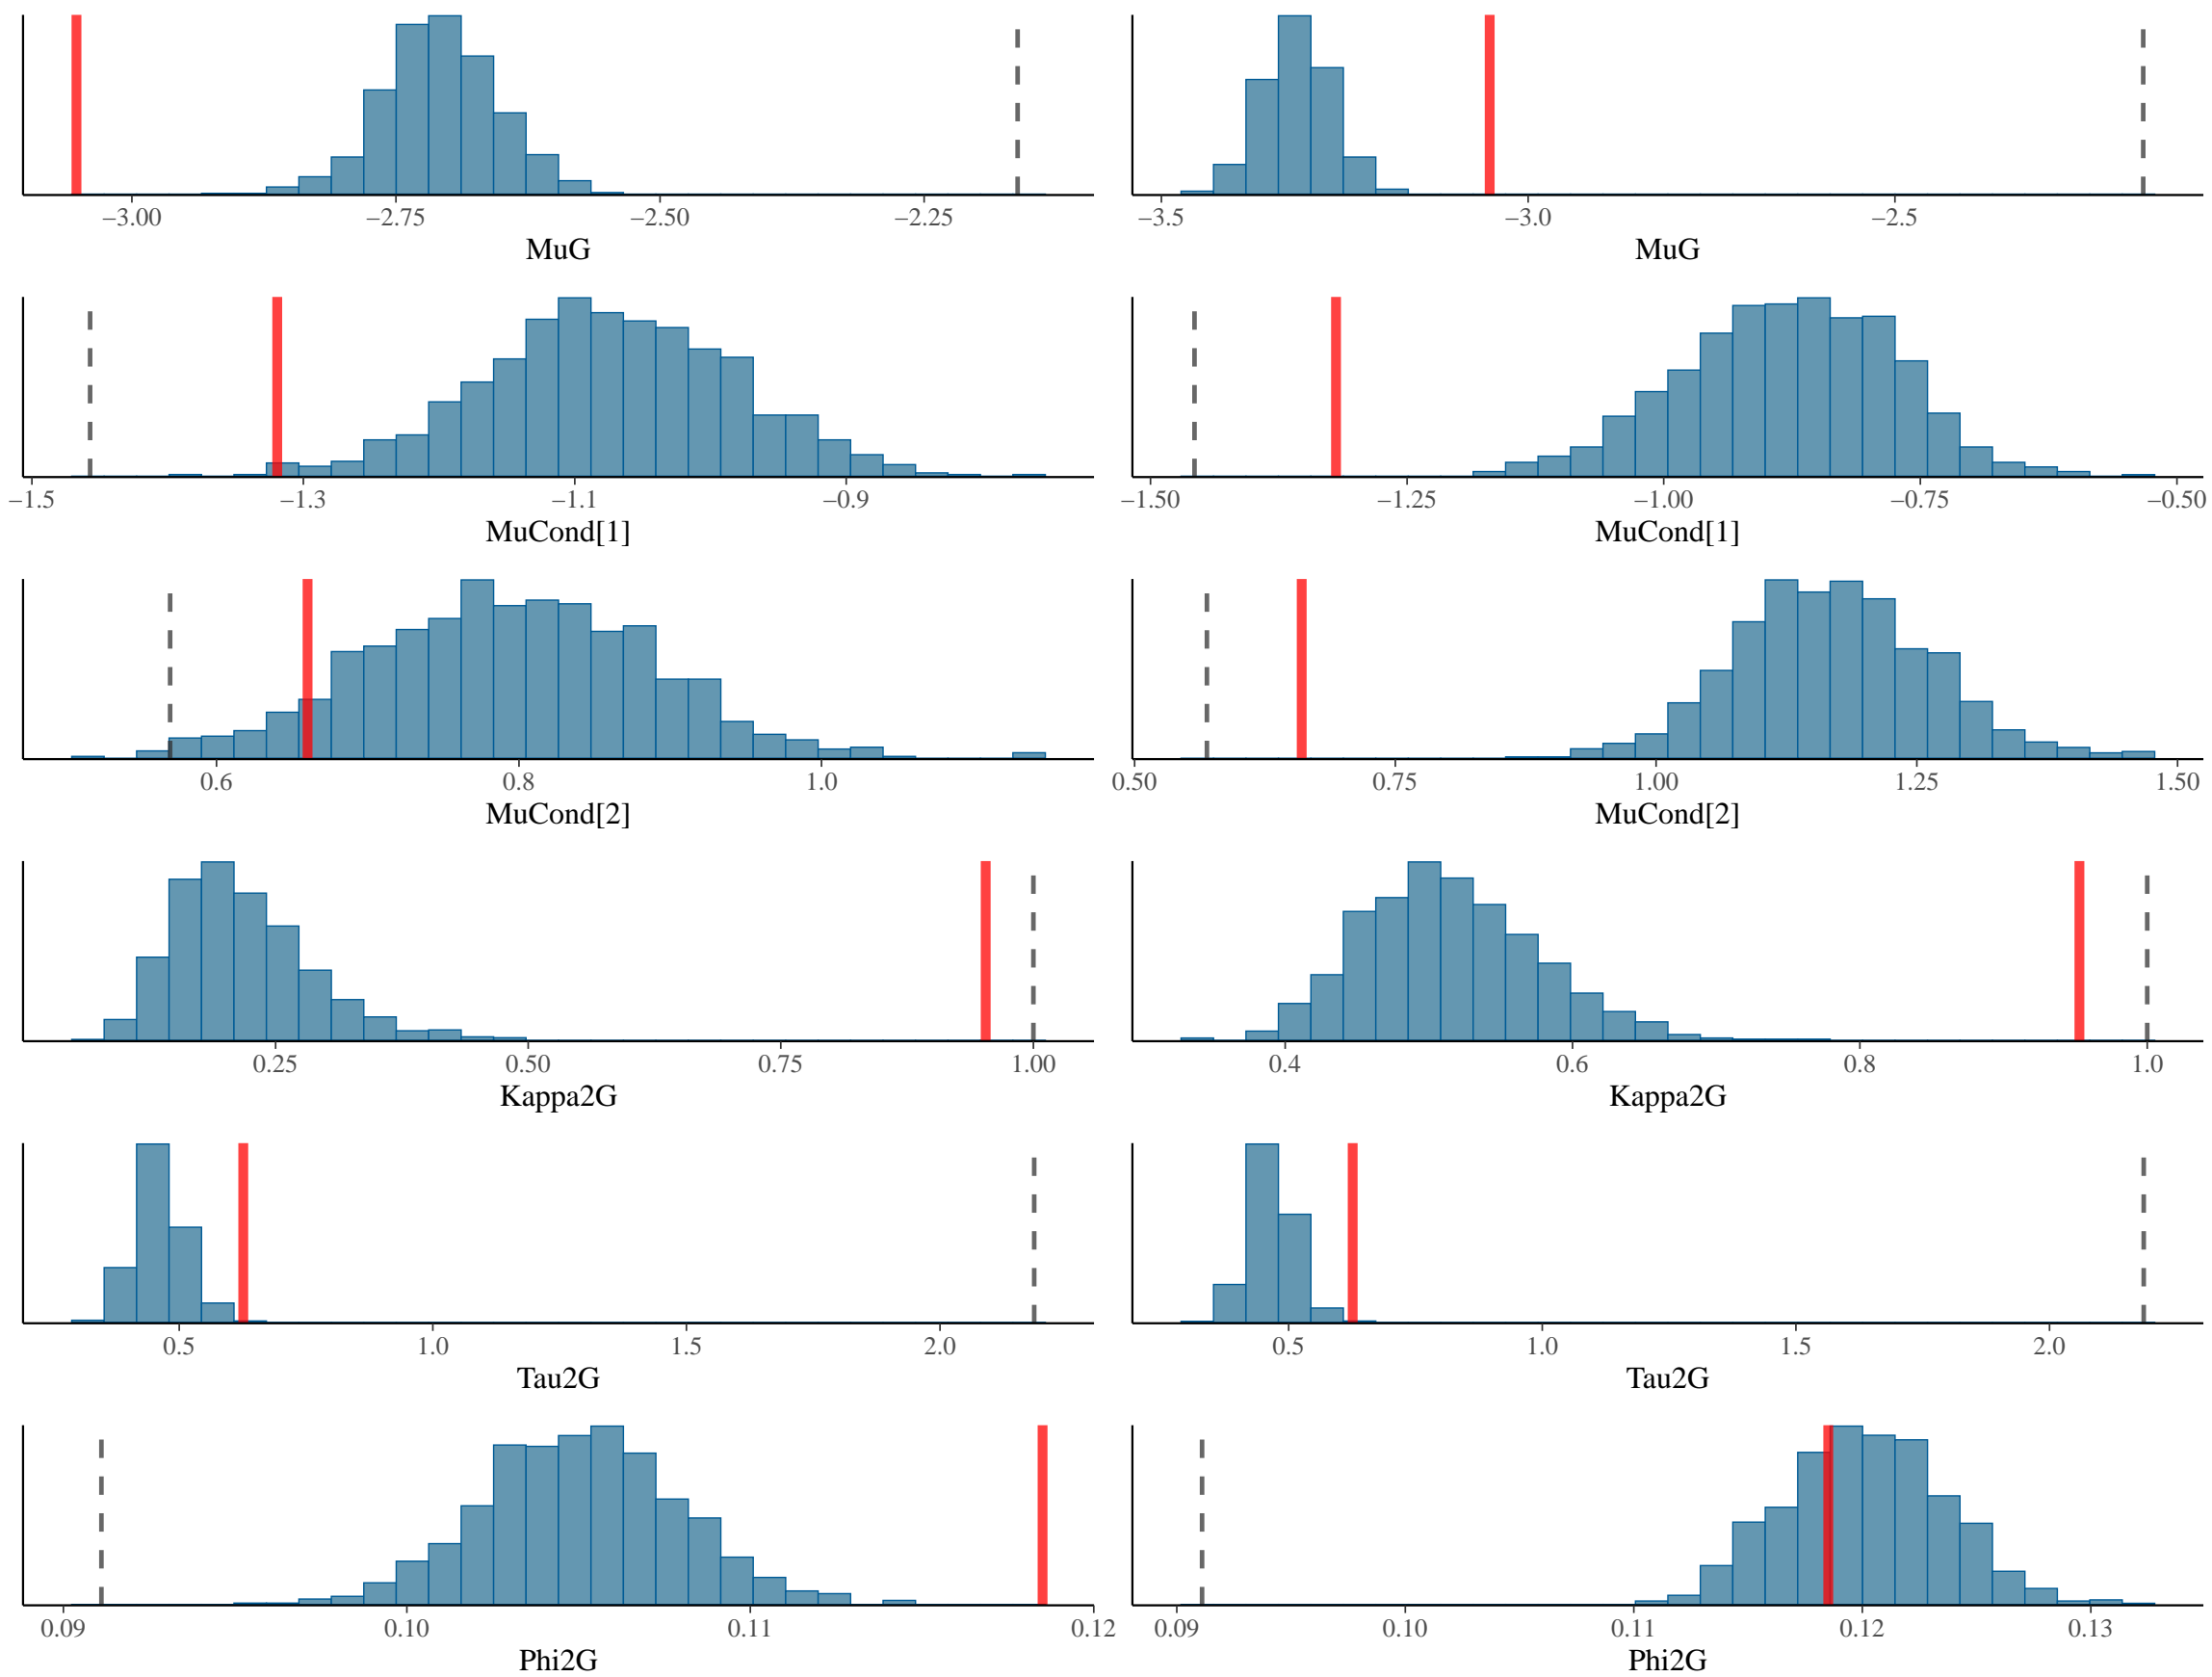 −3.00 −2.75 −2.50 −2.25 −3.5 −3.0 −2.5
MuG MuG
−1.5 −1.3 −1.1 −0.9 −1.50 −1.25 −1.00 −0.75 −0.50
MuCond[1] MuCond[1]
0.6 0.8 1.0 0.50 0.75 1.00 1.25 1.50
MuCond[2] MuCond[2]
0.25 0.50 0.75 1.00 0.4 0.6 0.8 1.0
Kappa2G Kappa2G
0.5 1.0 1.5 2.0 0.5 1.0 1.5 2.0
Tau2G Tau2G
0.09 0.10 0.11 0.12 0.09 0.10 0.11 0.12 0.13
Phi2G Phi2G